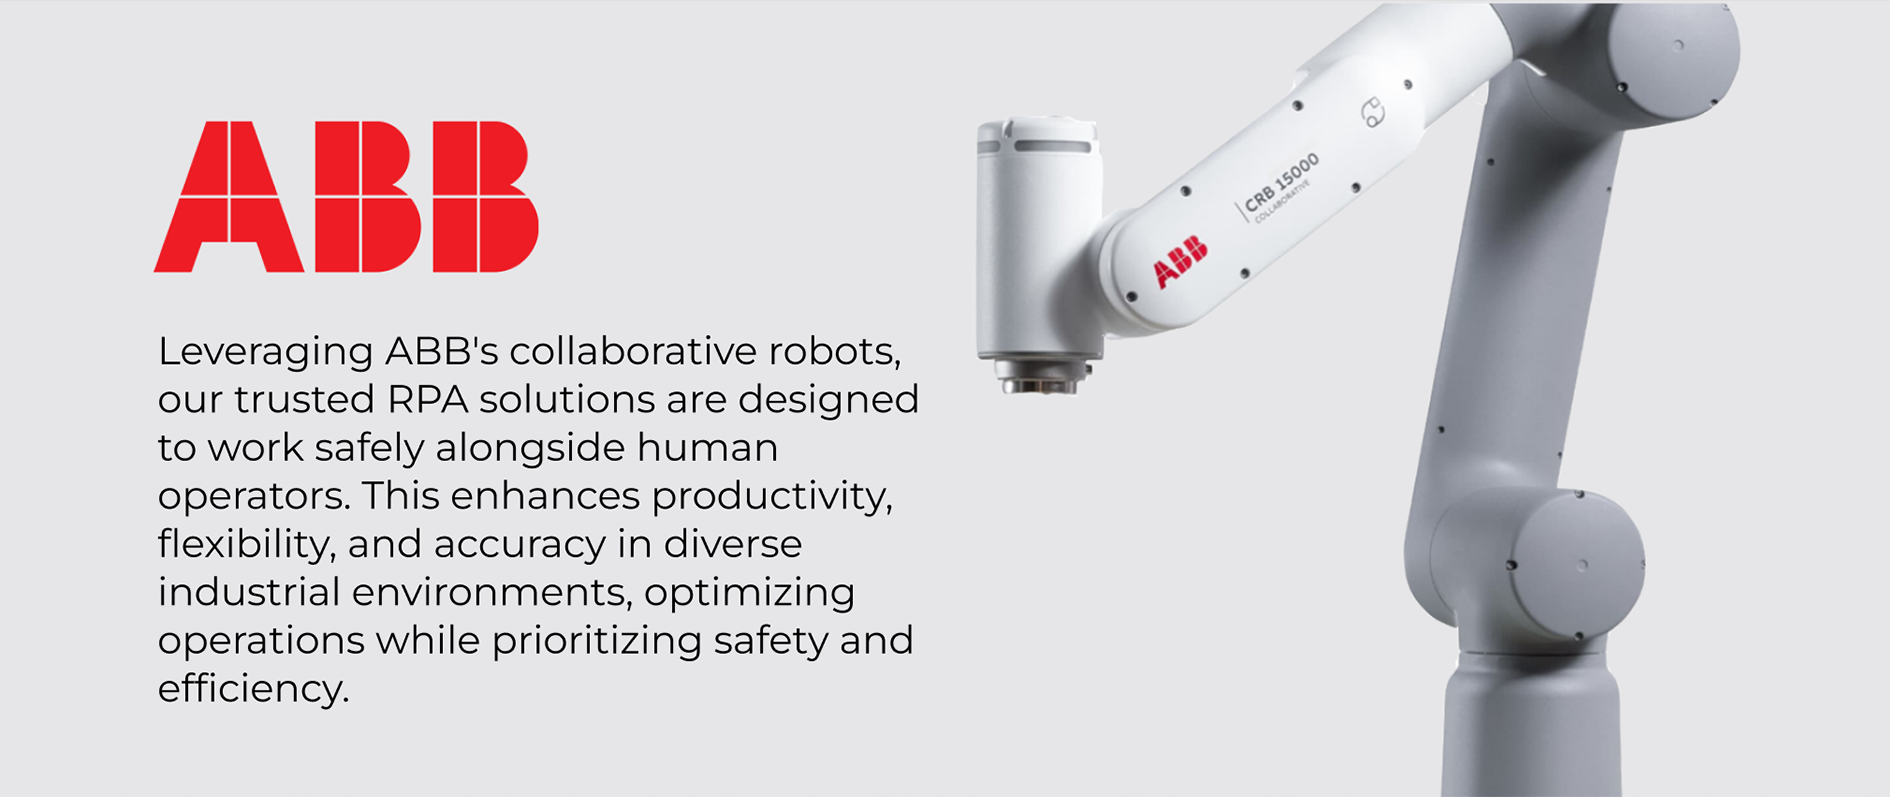 ABB
Leveraging ABB's collaborative robots,
our trusted RPA solutions are designed
to work safely alongside human
operators. This enhances productivity,
flexibility, and accuracy in diverse
industrial environments, optimizing
operations while prioritizing safety and
efficiency.
ABB
CRB 15000
COLLABORATIVE